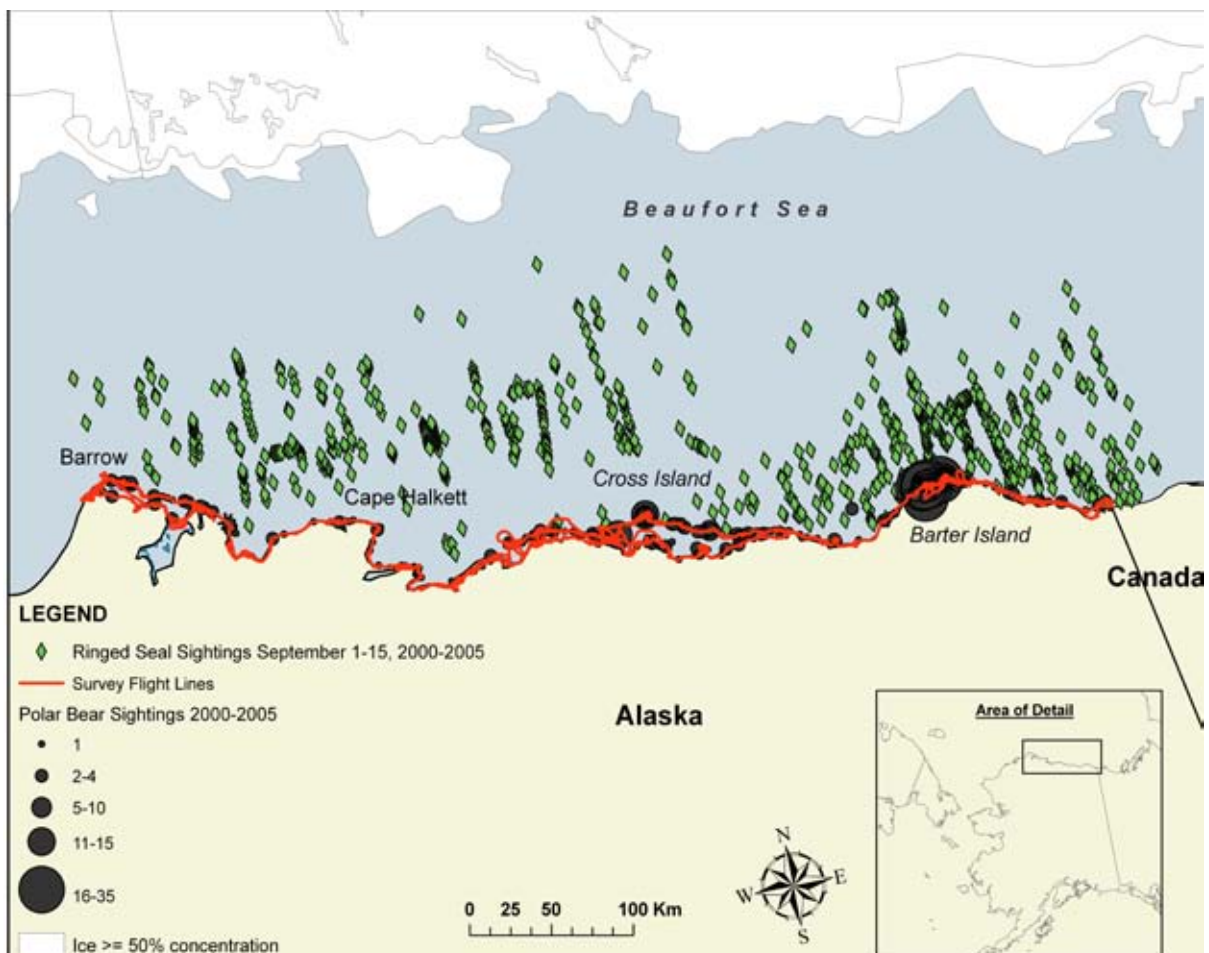 Beaufort Sea
Barrow
Cape Halkett
Cross Island
Barter Island
Canada
Alaska
LEGEND
Ringed Seal Sightings September 1-15, 2000-2005
Survey Flight Lines
Polar Bear Sightings 2000-2005
1
2-4
5-10
11-15
16-35
Ice >= 50% concentration
0 25 50 100 Km
N
W E
S
Area of Detail